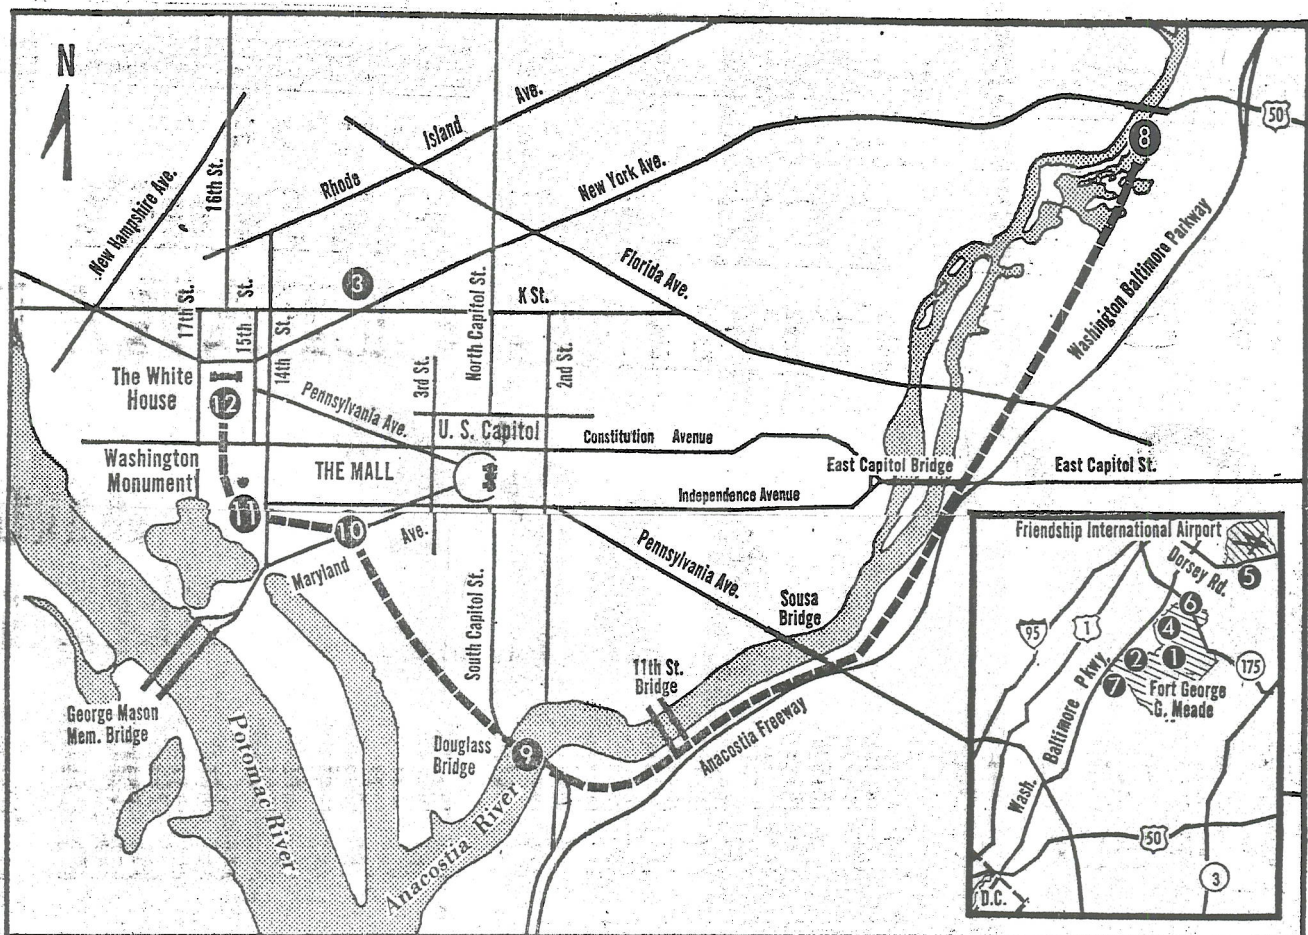 N
New Hampshire Ave.
16th St.
Rhode
Island
Ave.
New York Ave.
50
8
3
Florida Ave.
Washington Baltimore Parkway
17th St.
15th
St.
14th
St.
K St.
North Capitol St.
3rd St.
2nd St.
The White
House
12
Pennsylvania Ave.
U. S. Capitol
Constitution Avenue
Washington
Monument
THE MALL
East Capitol Bridge
East Capitol St.
Independence Avenue
11
10
Maryland
Ave.
South Capitol St.
Pennsylvania Ave.
Sousa
Bridge
11th St.
Bridge
George Mason
Mem. Bridge
Potomac River
Douglass
Bridge
9
Anacostia Freeway
Anacostia River
Friendship International Airport
Dorsey Rd.
5
6
95
1
4
2
1
175
7
Fort George
G. Meade
Wash.
Baltimore
Pkwy.
50
3
D.C.